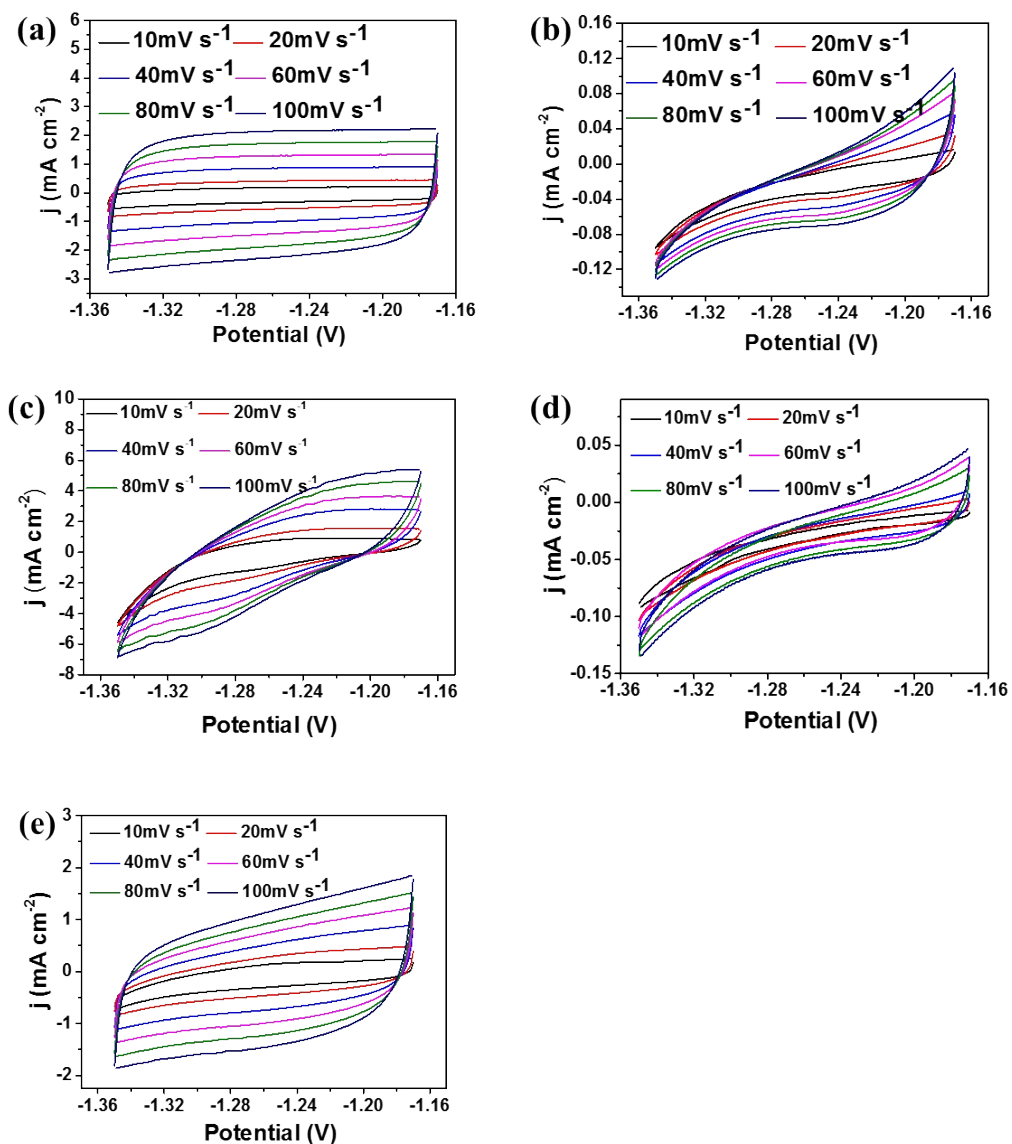 (a)
10mV s-1 20mV s-1
40mV s-1 60mV s-1
80mV s-1 100mV s-1
6
5
4
3
2
1
0
-1
-2
-3
j (mA cm-2)
-1.36 -1.32 -1.28 -1.24 -1.20 -1.16
Potential (V)
(b)
10mV s-1 20mV s-1
40mV s-1 60mV s-1
80mV s-1 100mV s-1
0.16
0.12
0.08
0.04
0.00
-0.04
-0.08
-0.12
j (mA cm-2)
-1.36 -1.32 -1.28 -1.24 -1.20 -1.16
Potential (V)
(c)
10mV s-1 20mV s-1
40mV s-1 60mV s-1
80mV s-1 100mV s-1
10
8
6
4
2
0
-2
-4
-6
-8
j (mA cm-2)
-1.36 -1.32 -1.28 -1.24 -1.20 -1.16
Potential (V)
(d)
10mV s-1 20mV s-1
40mV s-1 60mV s-1
80mV s-1 100mV s-1
0.05
0.00
-0.05
-0.10
-0.15
j (mA cm-2)
-1.36 -1.32 -1.28 -1.24 -1.20 -1.16
Potential (V)
(e)
10mV s-1 20mV s-1
40mV s-1 60mV s-1
80mV s-1 100mV s-1
3
2
1
0
-1
-2
j (mA cm-2)
-1.36 -1.32 -1.28 -1.24 -1.20 -1.16
Potential (V)